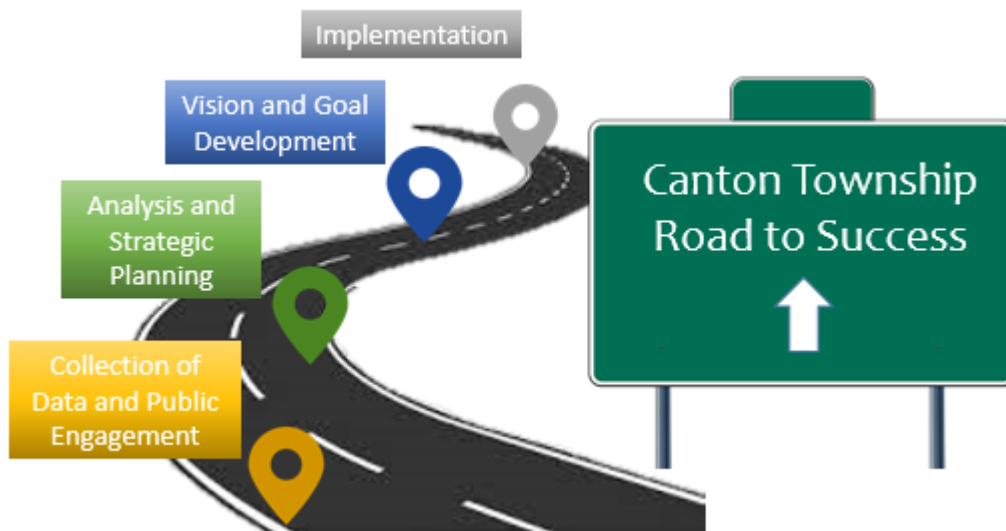 Implementation
Vision and Goal
Development
Analysis and
Strategic
Planning
Collection of
Data and Public
Engagement
Canton Township
Road to Success